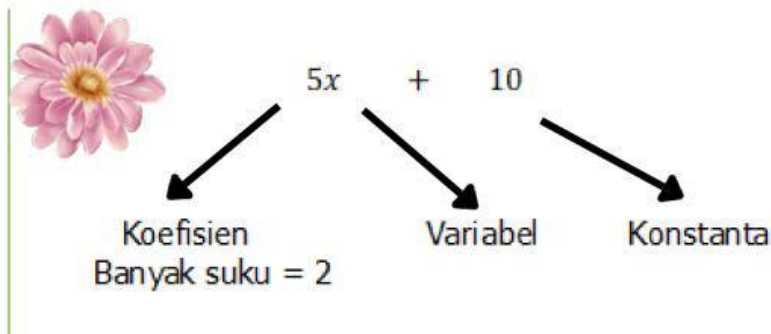 5x + 10
Koefisien Variabel Konstanta
Banyak suku = 2